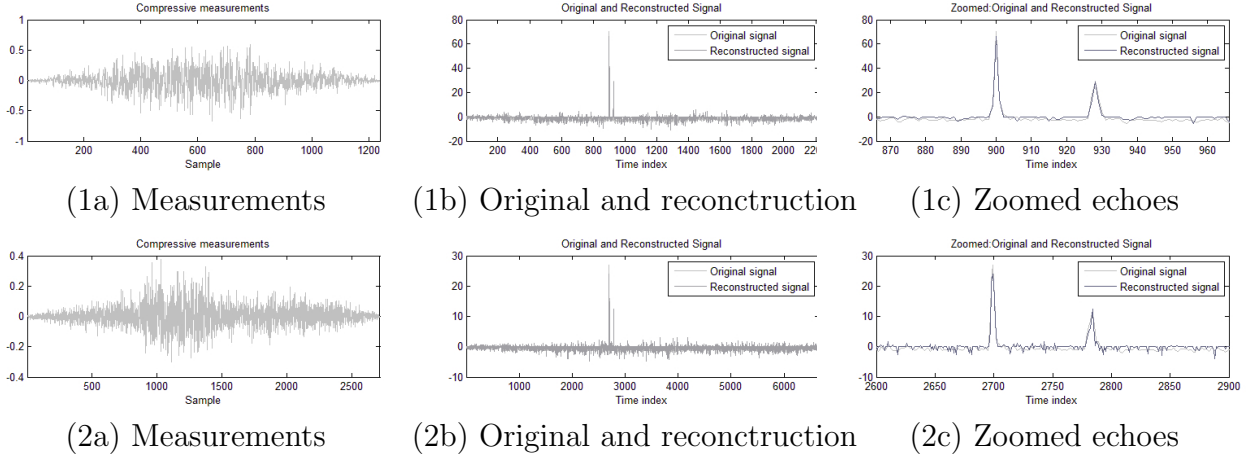 Compressive measurements
1
0.5
0
-0.5
-1
200 400 600 800 1000 1200
Sample
Original and Reconstructed Signal
80
60
40
20
0
-20
Original signal
Reconstructed signal
200 400 600 800 1000 1200 1400 1600 1800 2000
Time index
Zoomed:Original and Reconstructed Signal
80
60
40
20
0
-20
Original signal
Reconstructed signal
870 880 890 900 910 920 930 940 950 960
Time index
(1a) Measurements
(1b) Original and reconctruction
(1c) Zoomed echoes
Compressive measurements
0.4
0.2
0
-0.2
-0.4
500 1000 1500 2000 2500
Sample
Original and Reconstructed Signal
30
20
10
0
-10
Original signal
Reconstructed signal
1000 2000 3000 4000 5000 6000
Time index
Zoomed:Original and Reconstructed Signal
30
20
10
0
-10
Original signal
Reconstructed signal
2600 2650 2700 2750 2800 2850 2900
Time index
(2a) Measurements
(2b) Original and reconctruction
(2c) Zoomed echoes